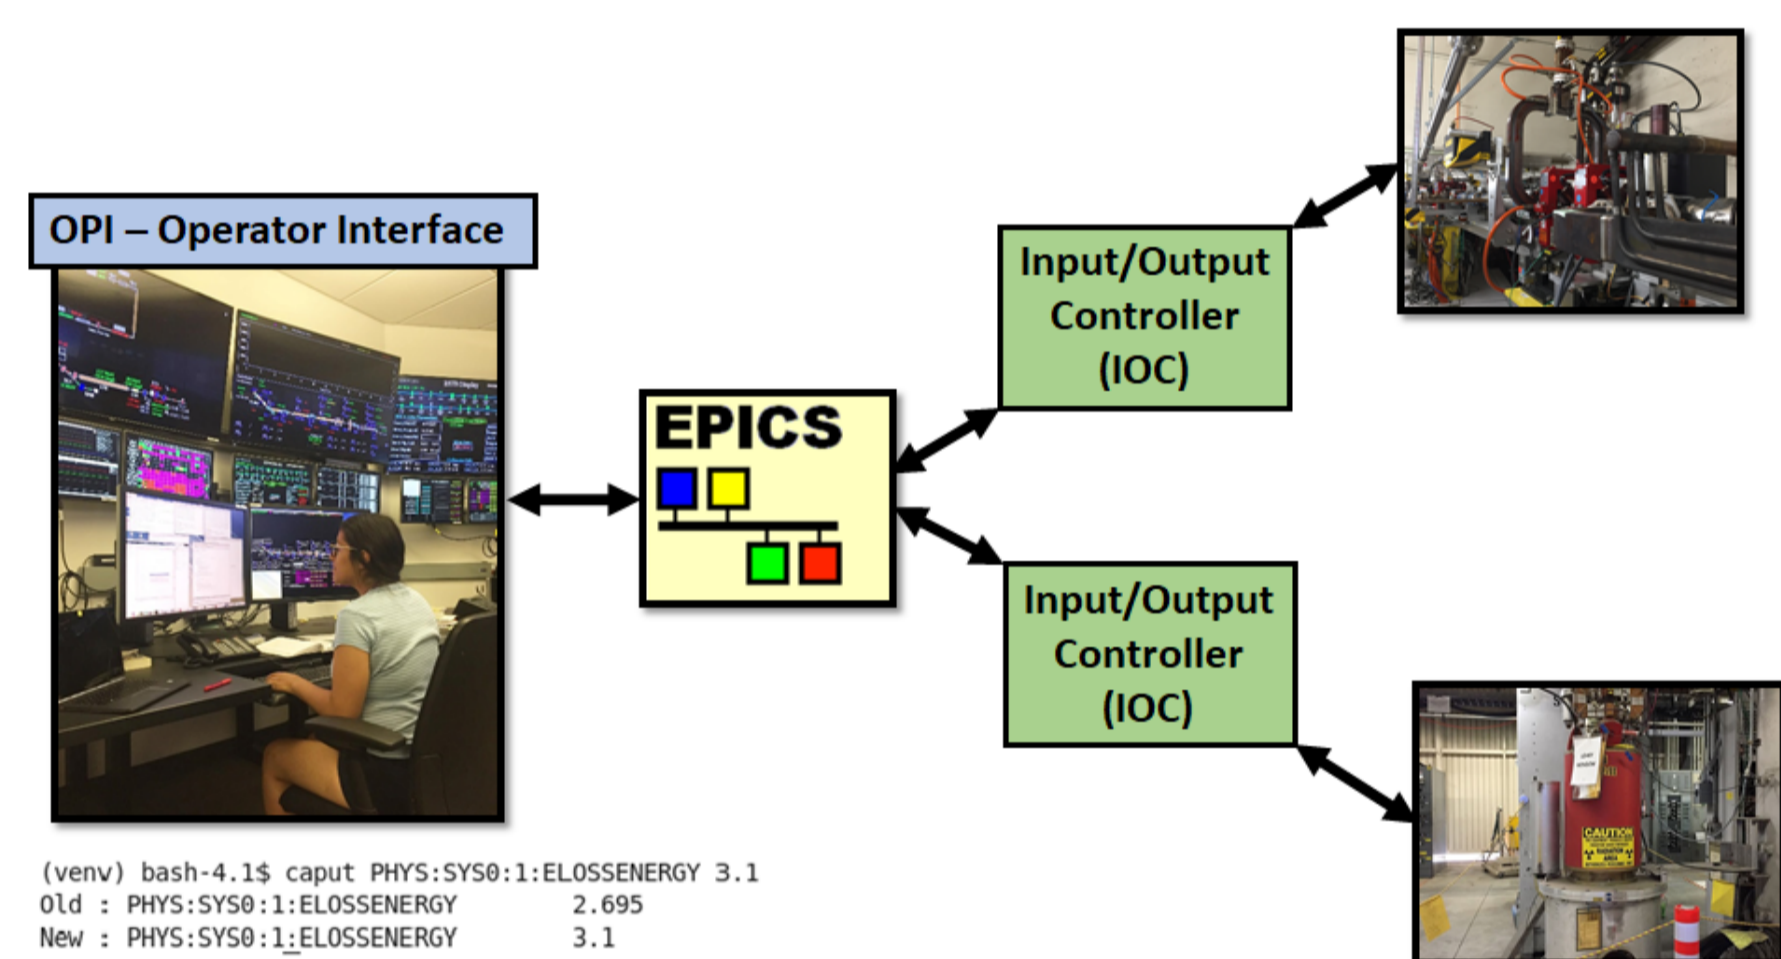 OPI – Operator Interface
EPICS
Input/Output
Controller
(IOC)
Input/Output
Controller
(IOC)
CAUTION
RADIATION
AREA
(venv) bash-4.1$ caput PHYS:SYS0:1:ELOSSENERGY 3.1
Old : PHYS:SYS0:1:ELOSSENERGY 2.695
New : PHYS:SYS0:1:ELOSSENERGY 3.1